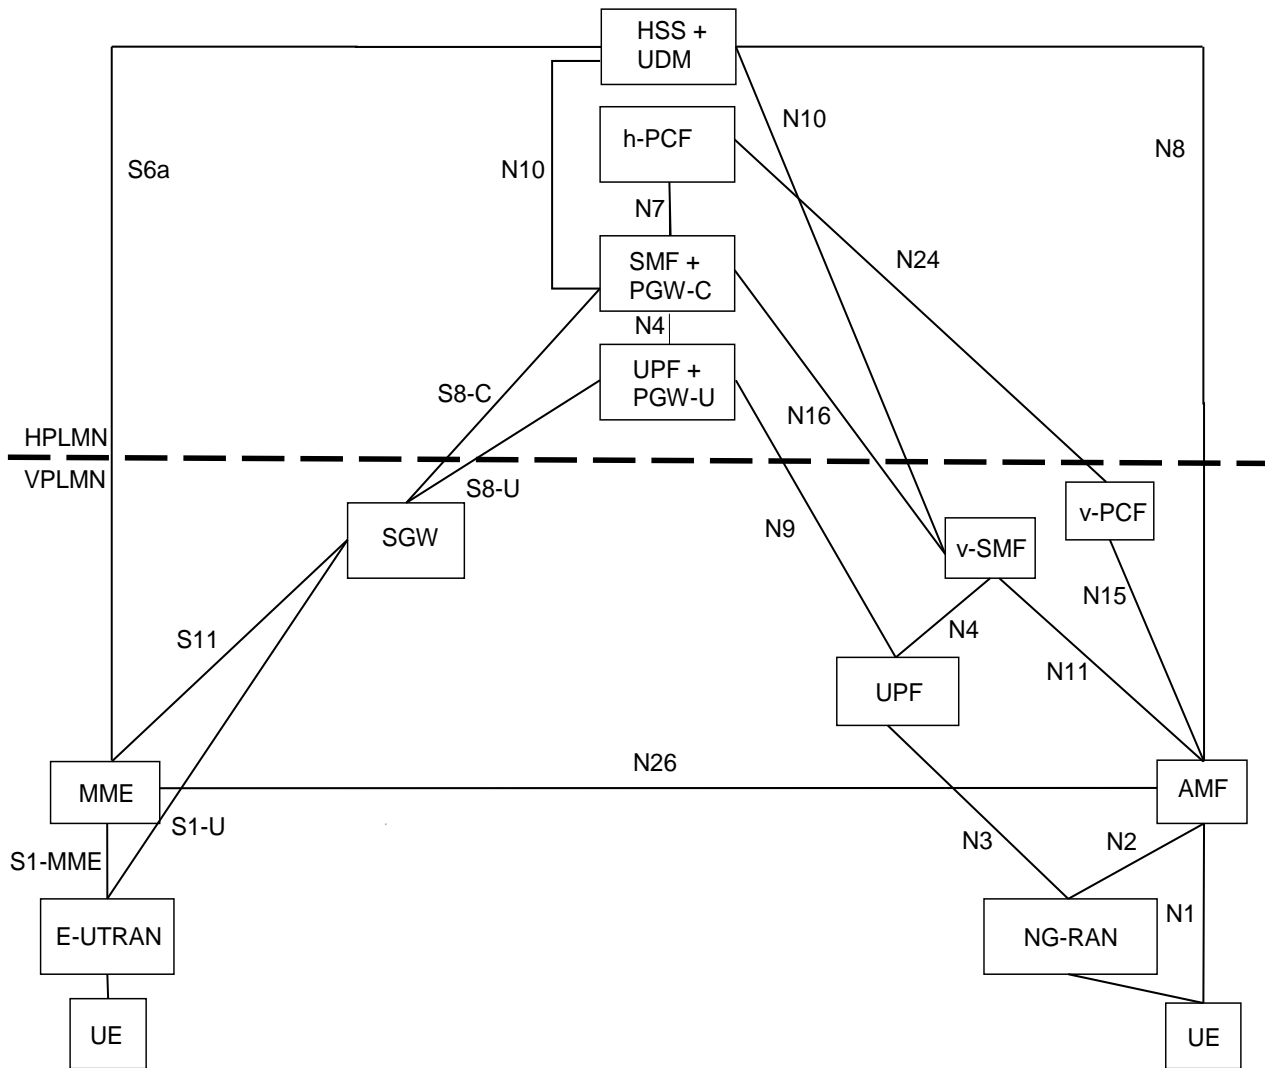 HSS +
UDM
N10
h-PCF
N8
S6a
N10
N7
N24
SMF +
PGW-C
N4
UPF +
PGW-U
S8-C
N16
HPLMN
VPLMN
S8-U
v-PCF
SGW
N9
v-SMF
N15
S11
N4
N11
UPF
N26
MME
AMF
S1-U
S1-MME
N3
N2
N1
E-UTRAN
NG-RAN
UE
UE